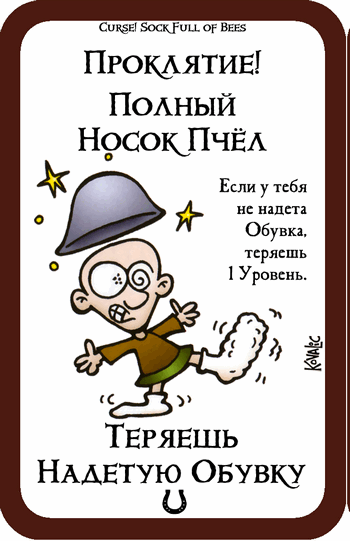 Curse! Sock Full of Bees
Проклятие!
Полный
Носок Пчёл
Если у тебя
не надета
Обувка,
теряешь
1 Уровень.
Kovalic
Теряешь
Надетую Обувку